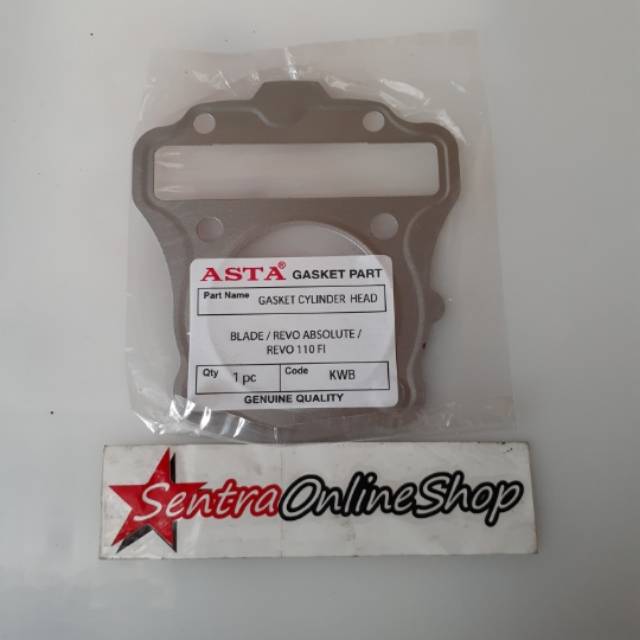 ASTA® GASKET PART
Part Name GASKET CYLINDER HEAD
BLADE / REVO ABSOLUTE /
REVO 110 FI
Qty 1 pc Code KWB
GENUINE QUALITY
SentraOnlineShop